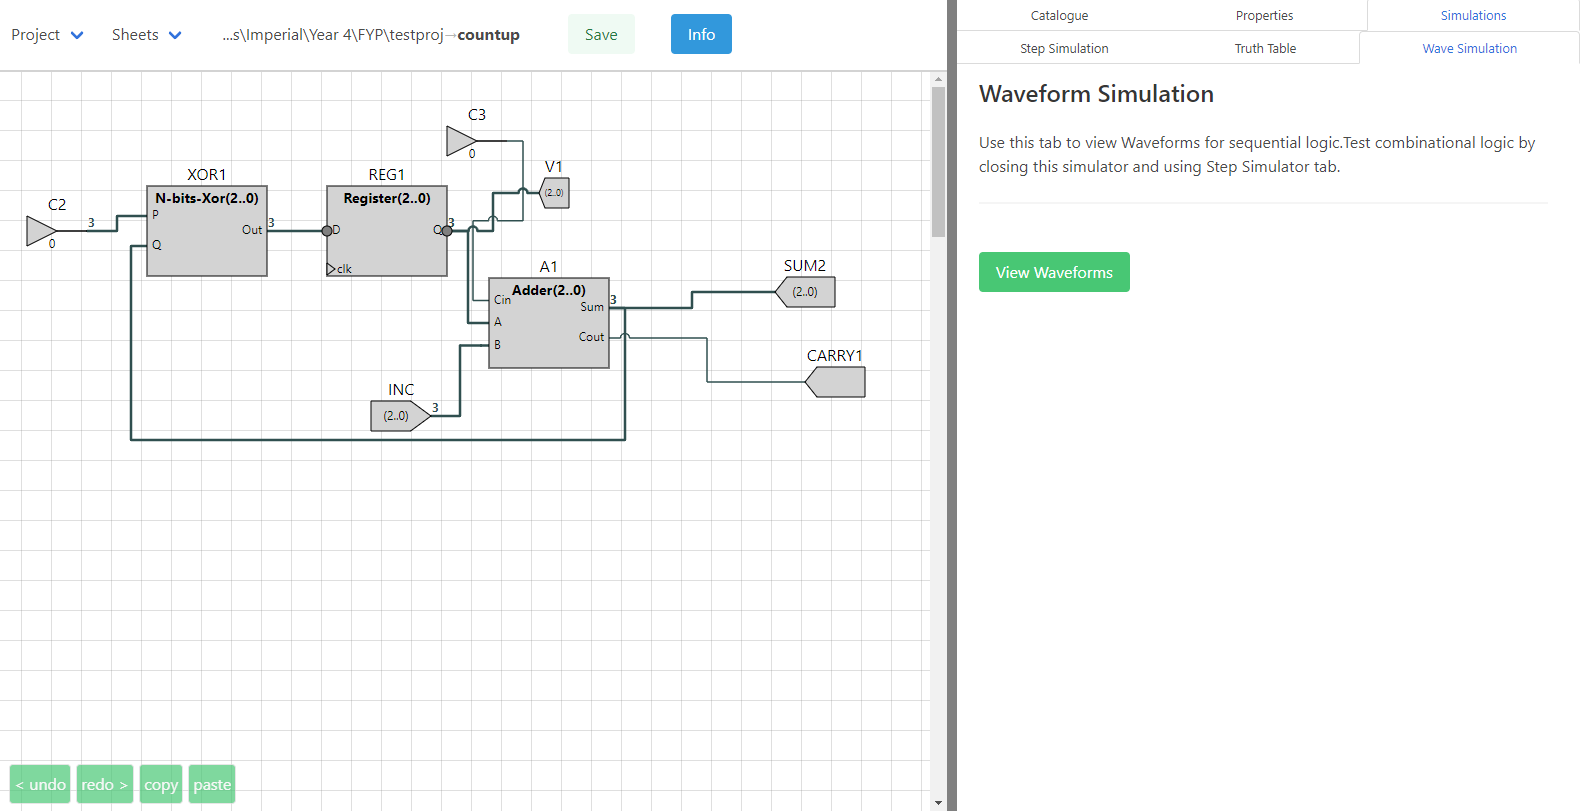 Project Sheets ...s\Imperial\Year 4\FYP\testproj→countup Save Info
Catalogue Properties Simulations
Step Simulation Truth Table Wave Simulation
Waveform Simulation
Use this tab to view Waveforms for sequential logic.Test combinational logic by
closing this simulator and using Step Simulator tab.
View Waveforms
C3
0
V1
(2..0)
C2
0
3
XOR1
N-bits-Xor(2..0)
P
Q
Out
3
REG1
Register(2..0)
D
Q
clk
3
A1
Adder(2..0)
Cin
A
B
Sum
Cout
3
SUM2
(2..0)
CARRY1
INC
(2..0)
3
< undo redo > copy paste